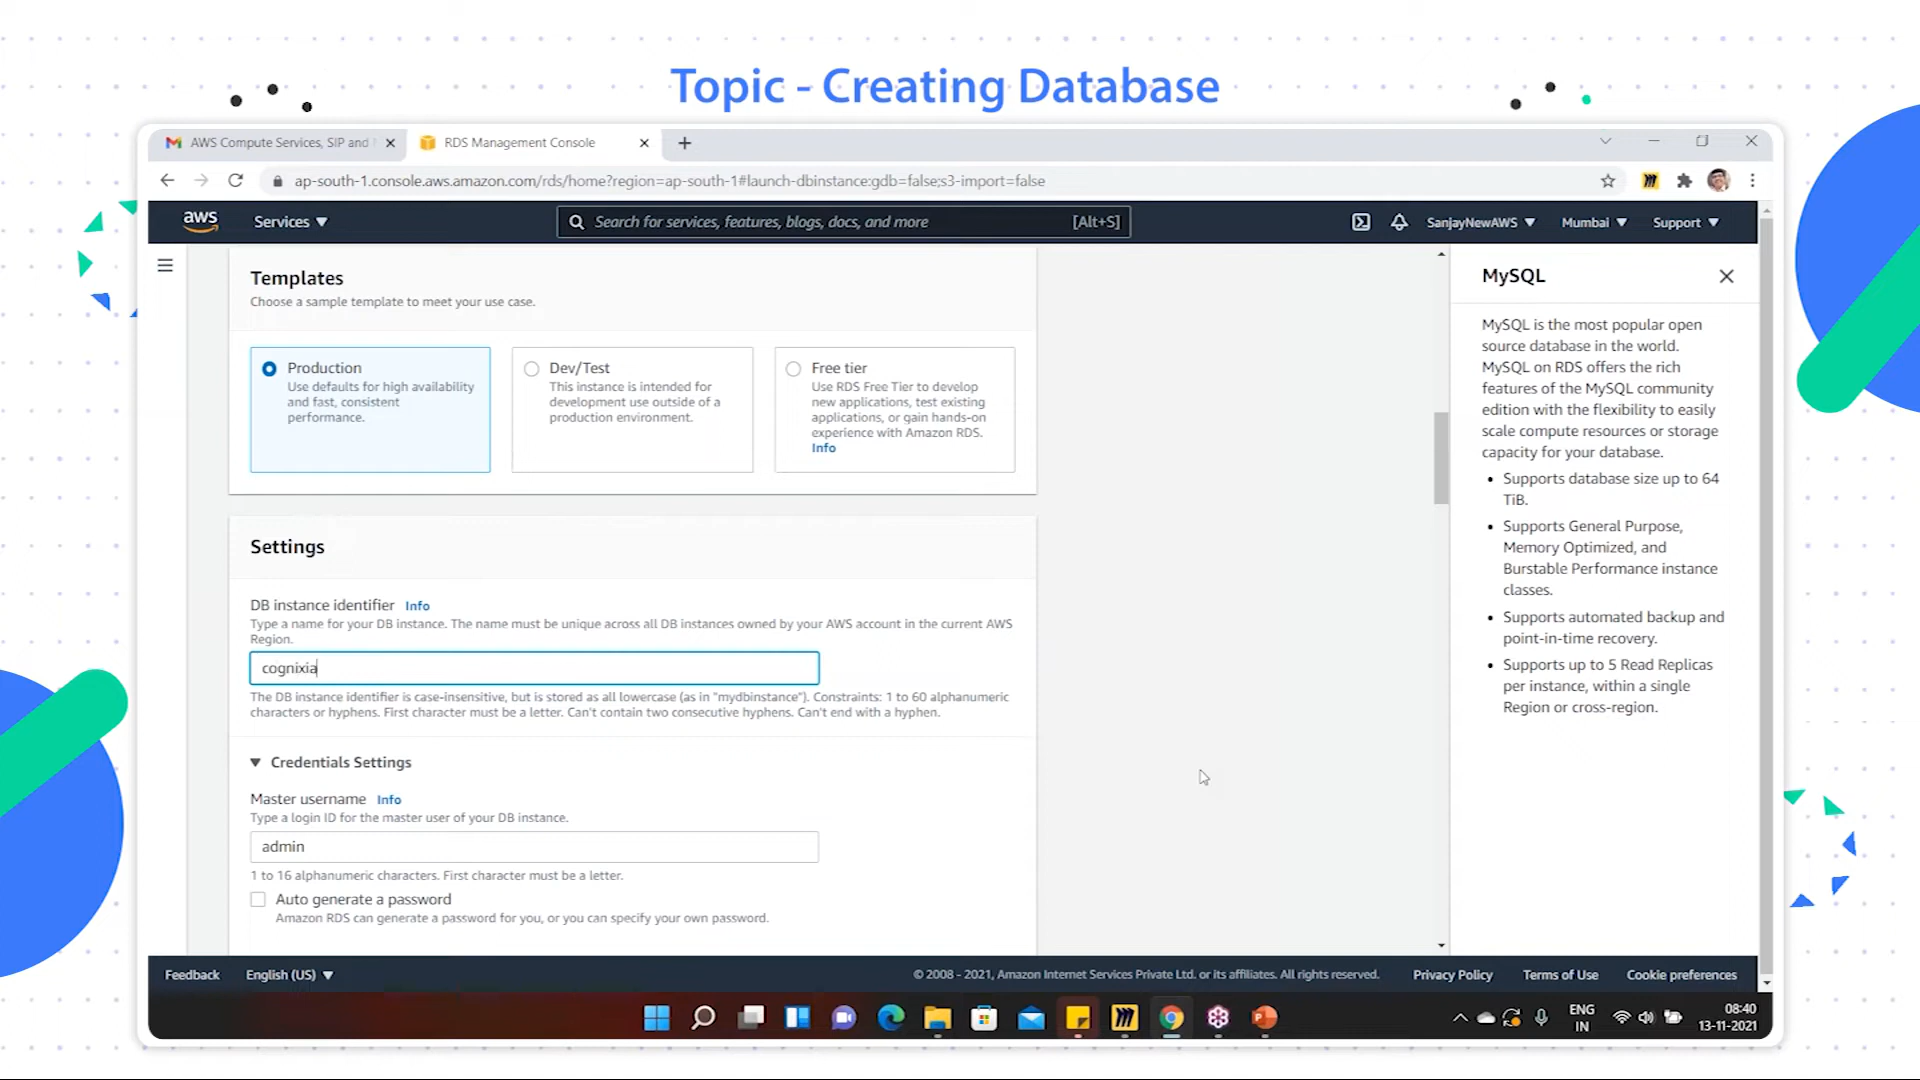 Topic - Creating Database
AWS Compute Services, SIP and
RDS Management Console
ap-south-1.console.aws.amazon.com/rds/home?region=ap-south-1#launch-dbinstance:gdb=false;s3-import=false
aws
Services ▼
Search for services, features, blogs, docs, and more
[Alt+S]
SanjayNewAWS ▼
Mumbai ▼
Support ▼
Templates
Choose a sample template to meet your use case.
Production
Use defaults for high availability
and fast, consistent
performance.
Dev/Test
This instance is intended for
development use outside of a
production environment.
Free tier
Use RDS Free Tier to develop
new applications, test existing
applications, or gain hands-on
experience with Amazon RDS.
Info
Settings
DB instance identifier Info
Type a name for your DB instance. The name must be unique across all DB instances owned by your AWS account in the current AWS
Region.
cognixia
The DB instance identifier is case-insensitive, but is stored as all lowercase (as in "mydbinstance"). Constraints: 1 to 60 alphanumeric
characters or hyphens. First character must be a letter. Can't contain two consecutive hyphens. Can't end with a hyphen.
▼ Credentials Settings
Master username Info
Type a login ID for the master user of your DB instance.
admin
1 to 16 alphanumeric characters. First character must be a letter.
Auto generate a password
Amazon RDS can generate a password for you, or you can specify your own password.
MySQL
MySQL is the most popular open
source database in the world.
MySQL on RDS offers the rich
features of the MySQL community
edition with the flexibility to easily
scale compute resources or storage
capacity for your database.
• Supports database size up to 64
TiB.
• Supports General Purpose,
Memory Optimized, and
Burstable Performance instance
classes.
• Supports automated backup and
point-in-time recovery.
• Supports up to 5 Read Replicas
per instance, within a single
Region or cross-region.
Feedback
English (US) ▼
© 2008 - 2021, Amazon Internet Services Private Ltd. or its affiliates. All rights reserved.
Privacy Policy
Terms of Use
Cookie preferences
ENG
IN
08:40
13-11-2021